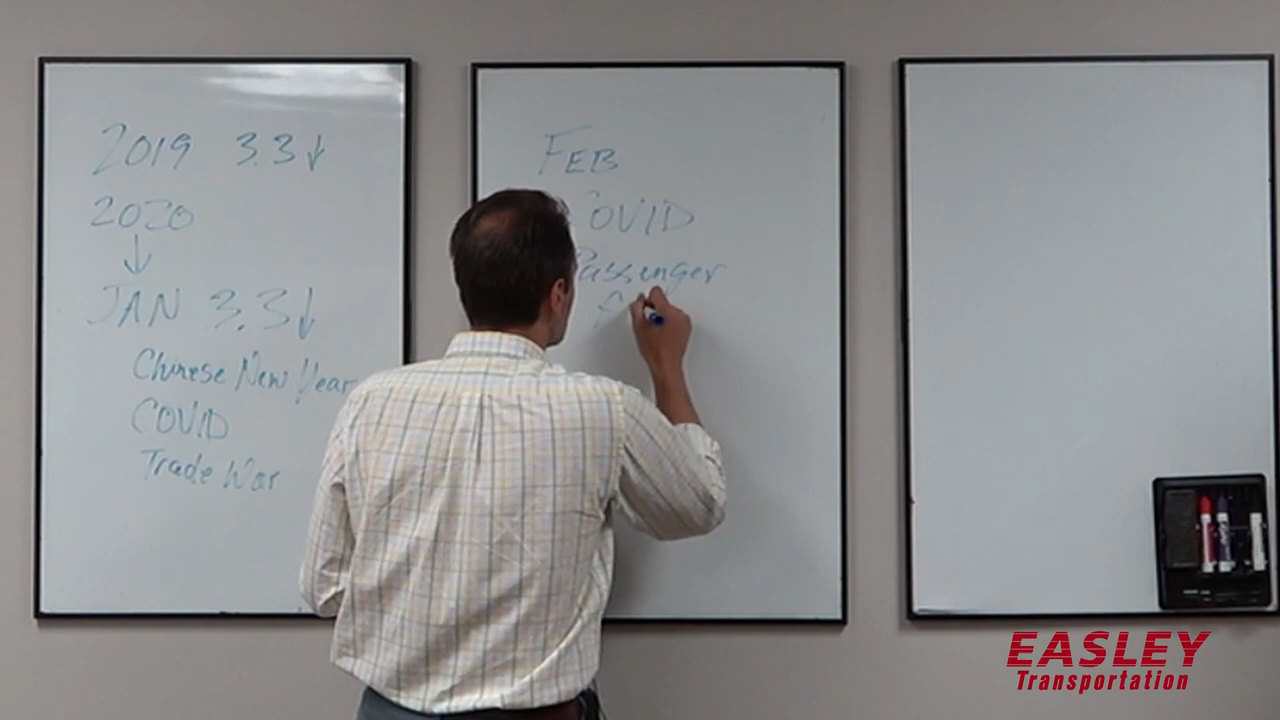 2019 3.3↓
2020
↓
JAN 3.3↓
Chinese New Year
COVID
Trade War
FEB
COVID
Passenger
EASLEY
Transportation